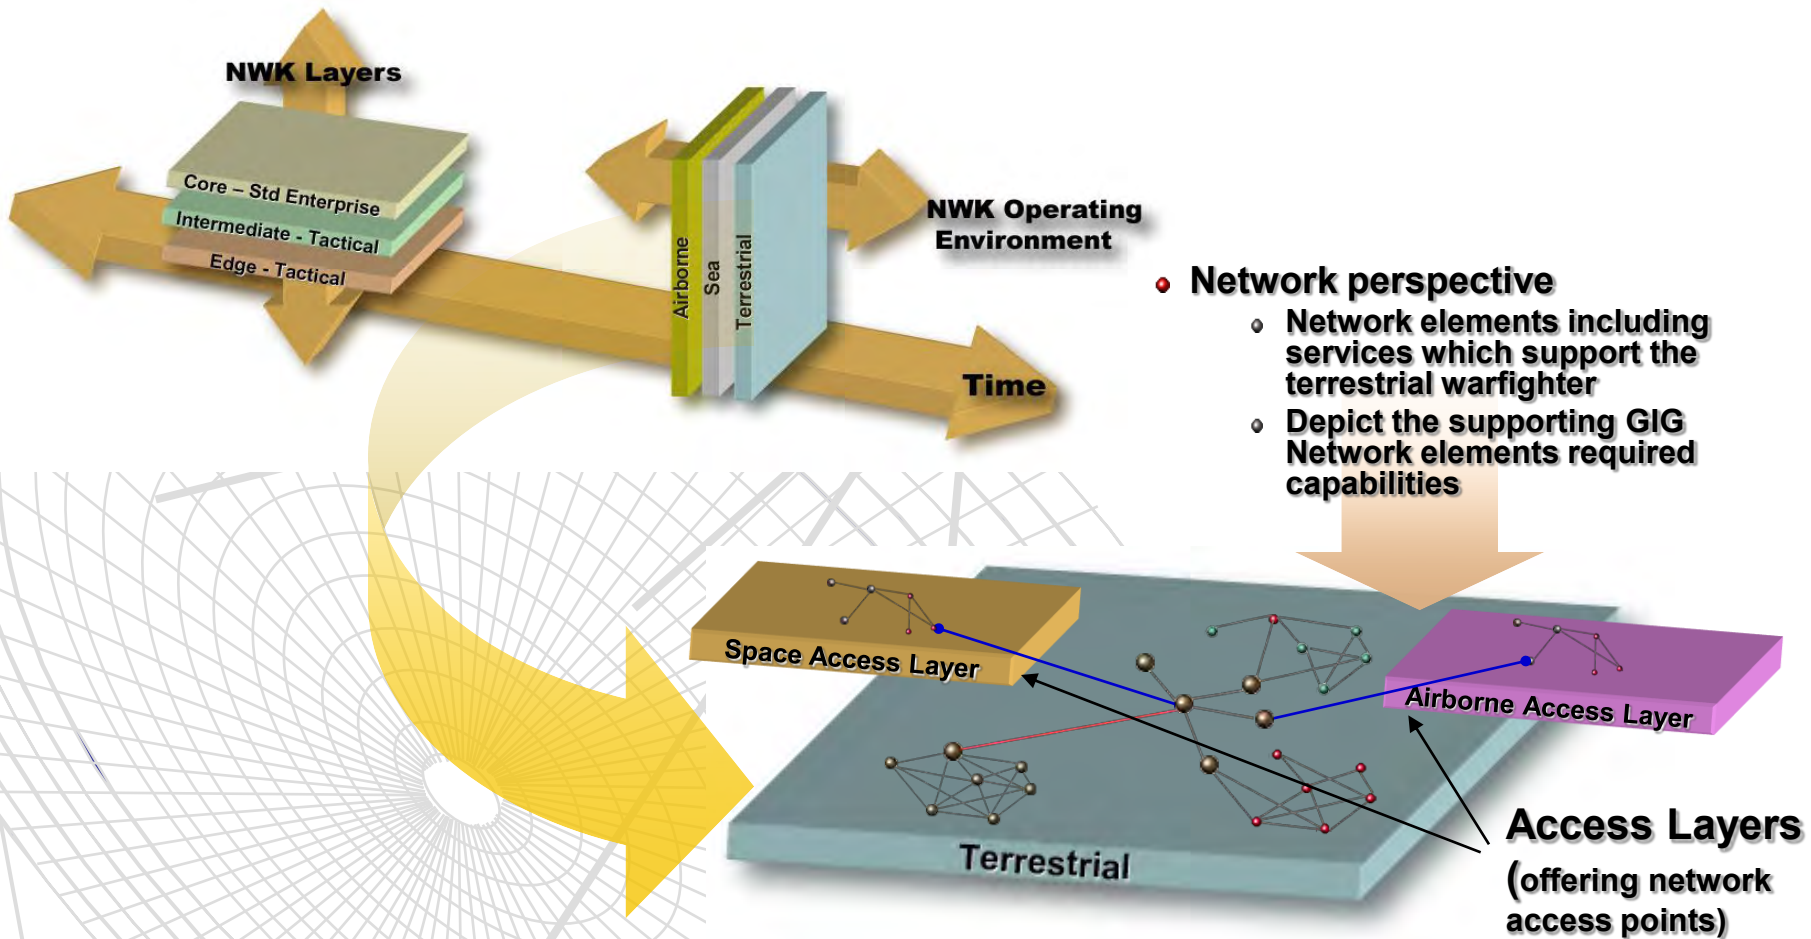 NWK Layers
Core – Std Enterprise
Intermediate - Tactical
Edge - Tactical
Airborne
Sea
Terrestrial
NWK Operating
Environment
Time
Network perspective
Network elements including
services which support the
terrestrial warfighter
Depict the supporting GIG
Network elements required
capabilities
Space Access Layer
Airborne Access Layer
Terrestrial
Access Layers
(offering network
access points)